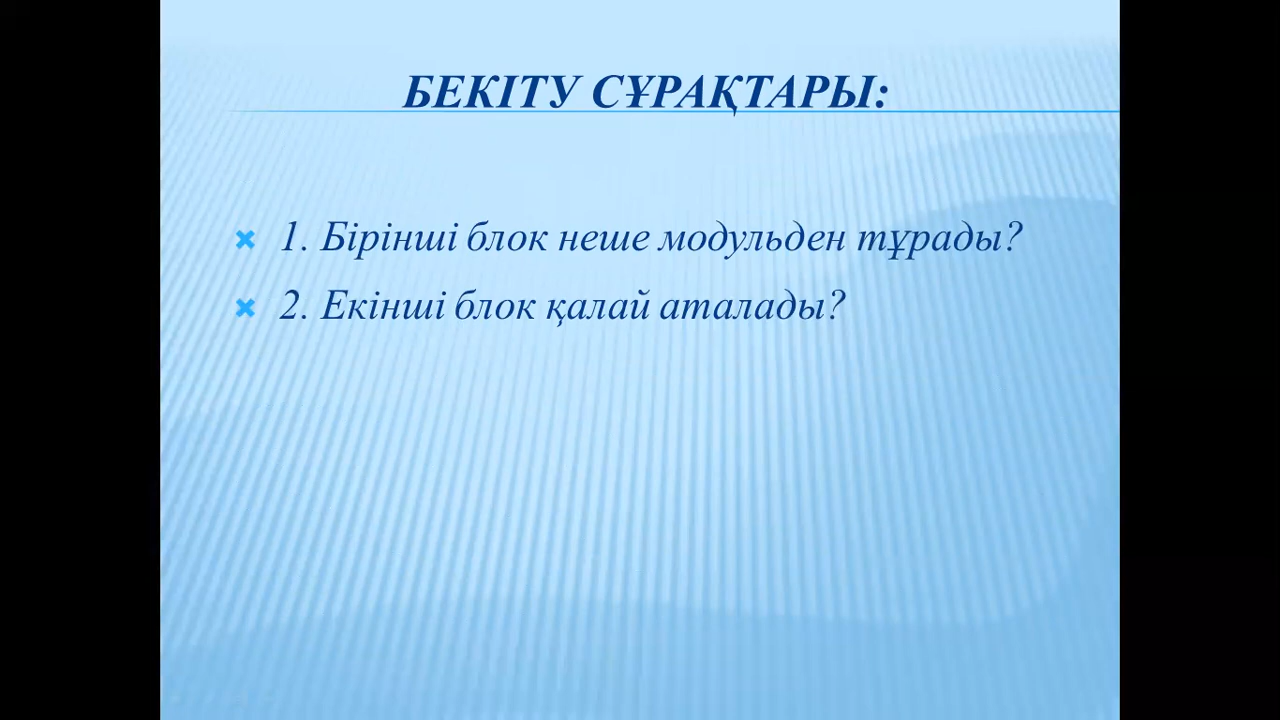 БЕКІТУ СҰРАҚТАРЫ:
1. Бірінші блок неше модульден тұрады?
2. Екінші блок қалай аталады?